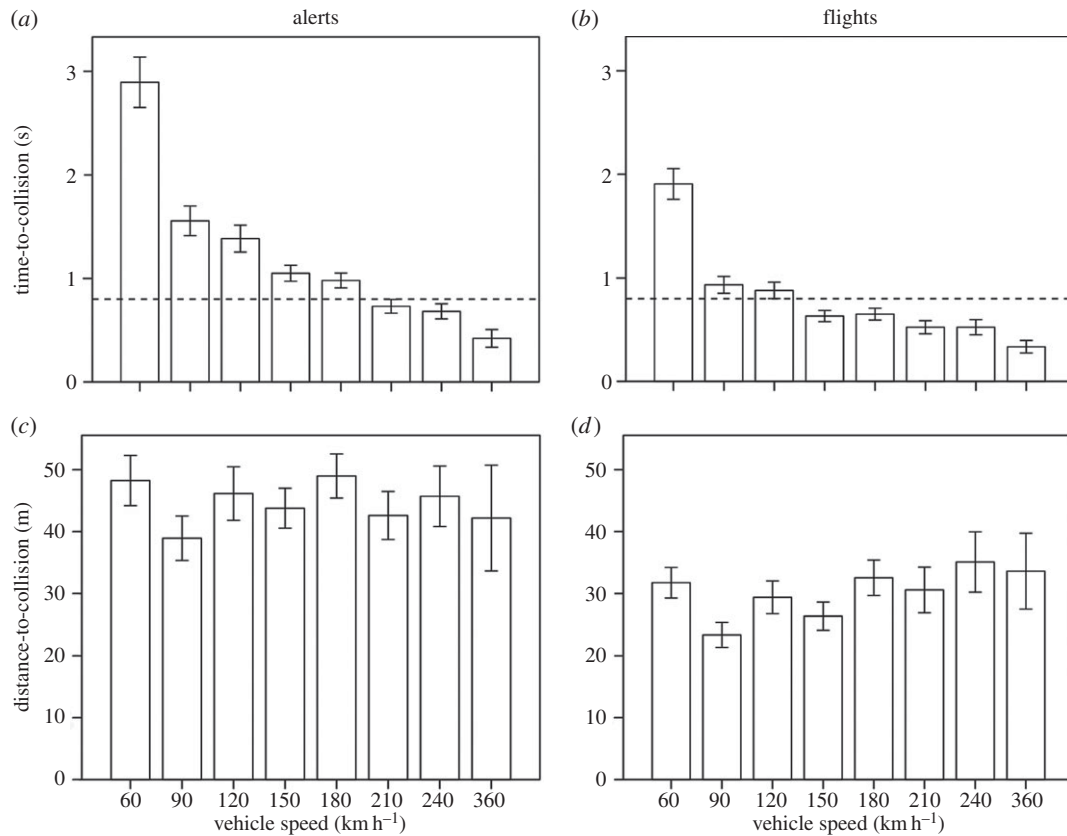 (a) alerts
(b) flights
time-to-collision (s)
3
2
1
0
3
2
1
0
(c)
(d)
distance-to-collision (m)
50
40
30
20
10
0
50
40
30
20
10
0
60 90 120 150 180 210 240 360
vehicle speed (km h⁻¹)
60 90 120 150 180 210 240 360
vehicle speed (km h⁻¹)